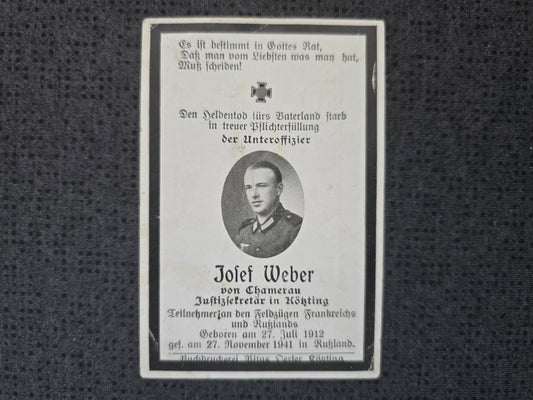 Es ist bestimmt in Gottes Rat,
Daß man vom Liebsten was man hat,
Muß scheiden!
Den Heldentod fürs Vaterland starb
in treuer Pflichterfüllung
der Unteroffizier
Josef Weber
von Chamerau
Justizsekretär in Kötzting
Teilnehmer an den Feldzügen Frankreichs
und Rußlands
Geboren am 27. Juli 1912
gef. am 27. November 1941 in Rußland.
Buchdruckerei Kötzting